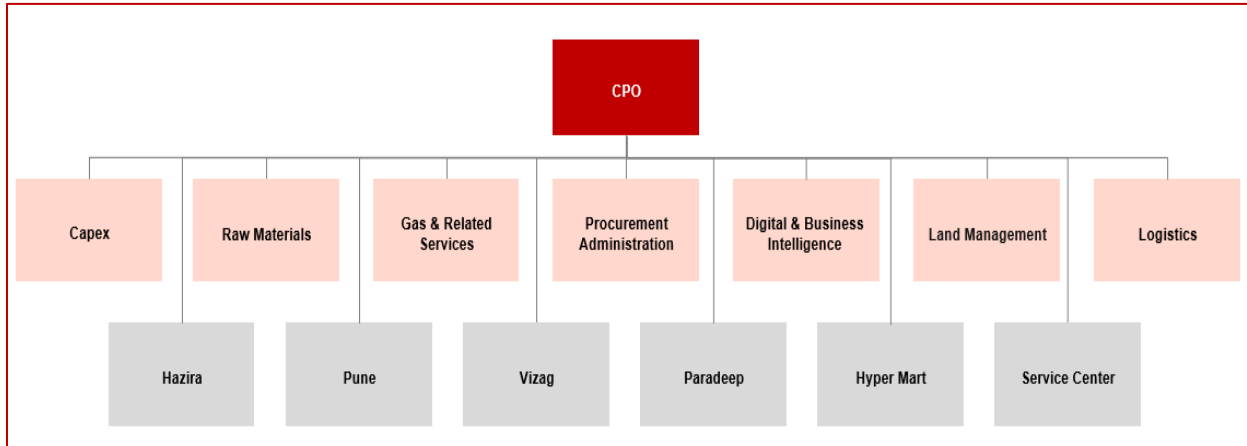 CPO
Capex
Raw Materials
Gas & Related
Services
Procurement
Administration
Digital & Business
Intelligence
Land Management
Logistics
Hazira
Pune
Vizag
Paradeep
Hyper Mart
Service Center